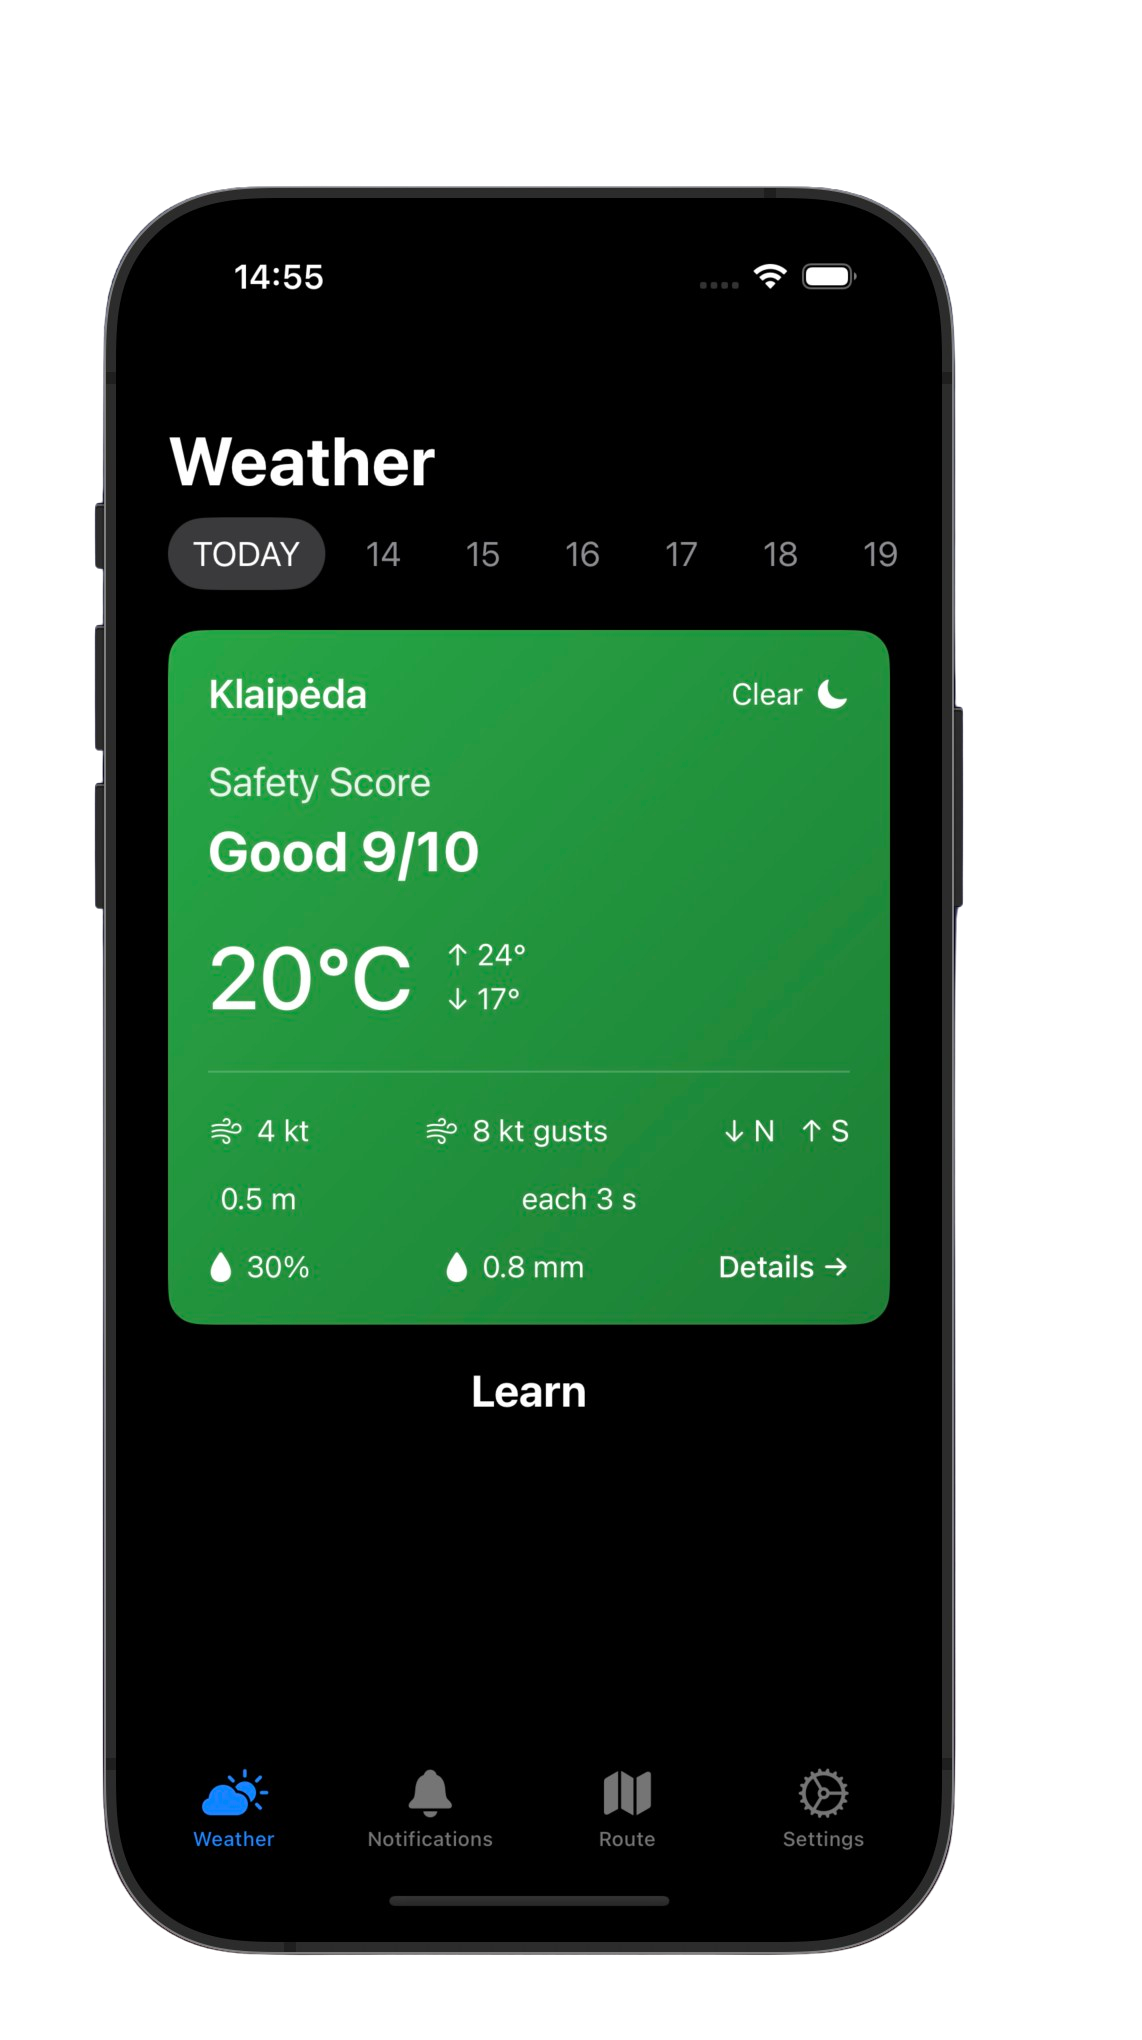 14:55
Weather
TODAY 14 15 16 17 18 19
Klaipėda Clear
Safety Score
Good 9/10
20°C ↑ 24°
↓ 17°
4 kt 8 kt gusts ↓ N ↑ S
0.5 m each 3 s
30% 0.8 mm Details →
Learn
Weather Notifications Route Settings